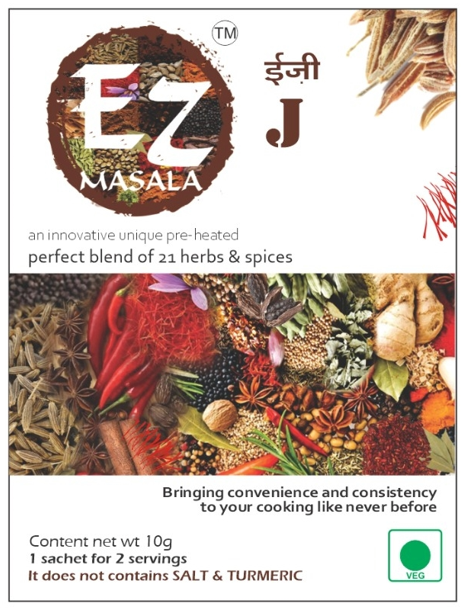 TM
Ez
MASALA
ईज़ी
J
an innovative unique pre-heated
perfect blend of 21 herbs & spices
Bringing convenience and consistency
to your cooking like never before
Content net wt 10g
1 sachet for 2 servings
It does not contains SALT & TURMERIC
VEG